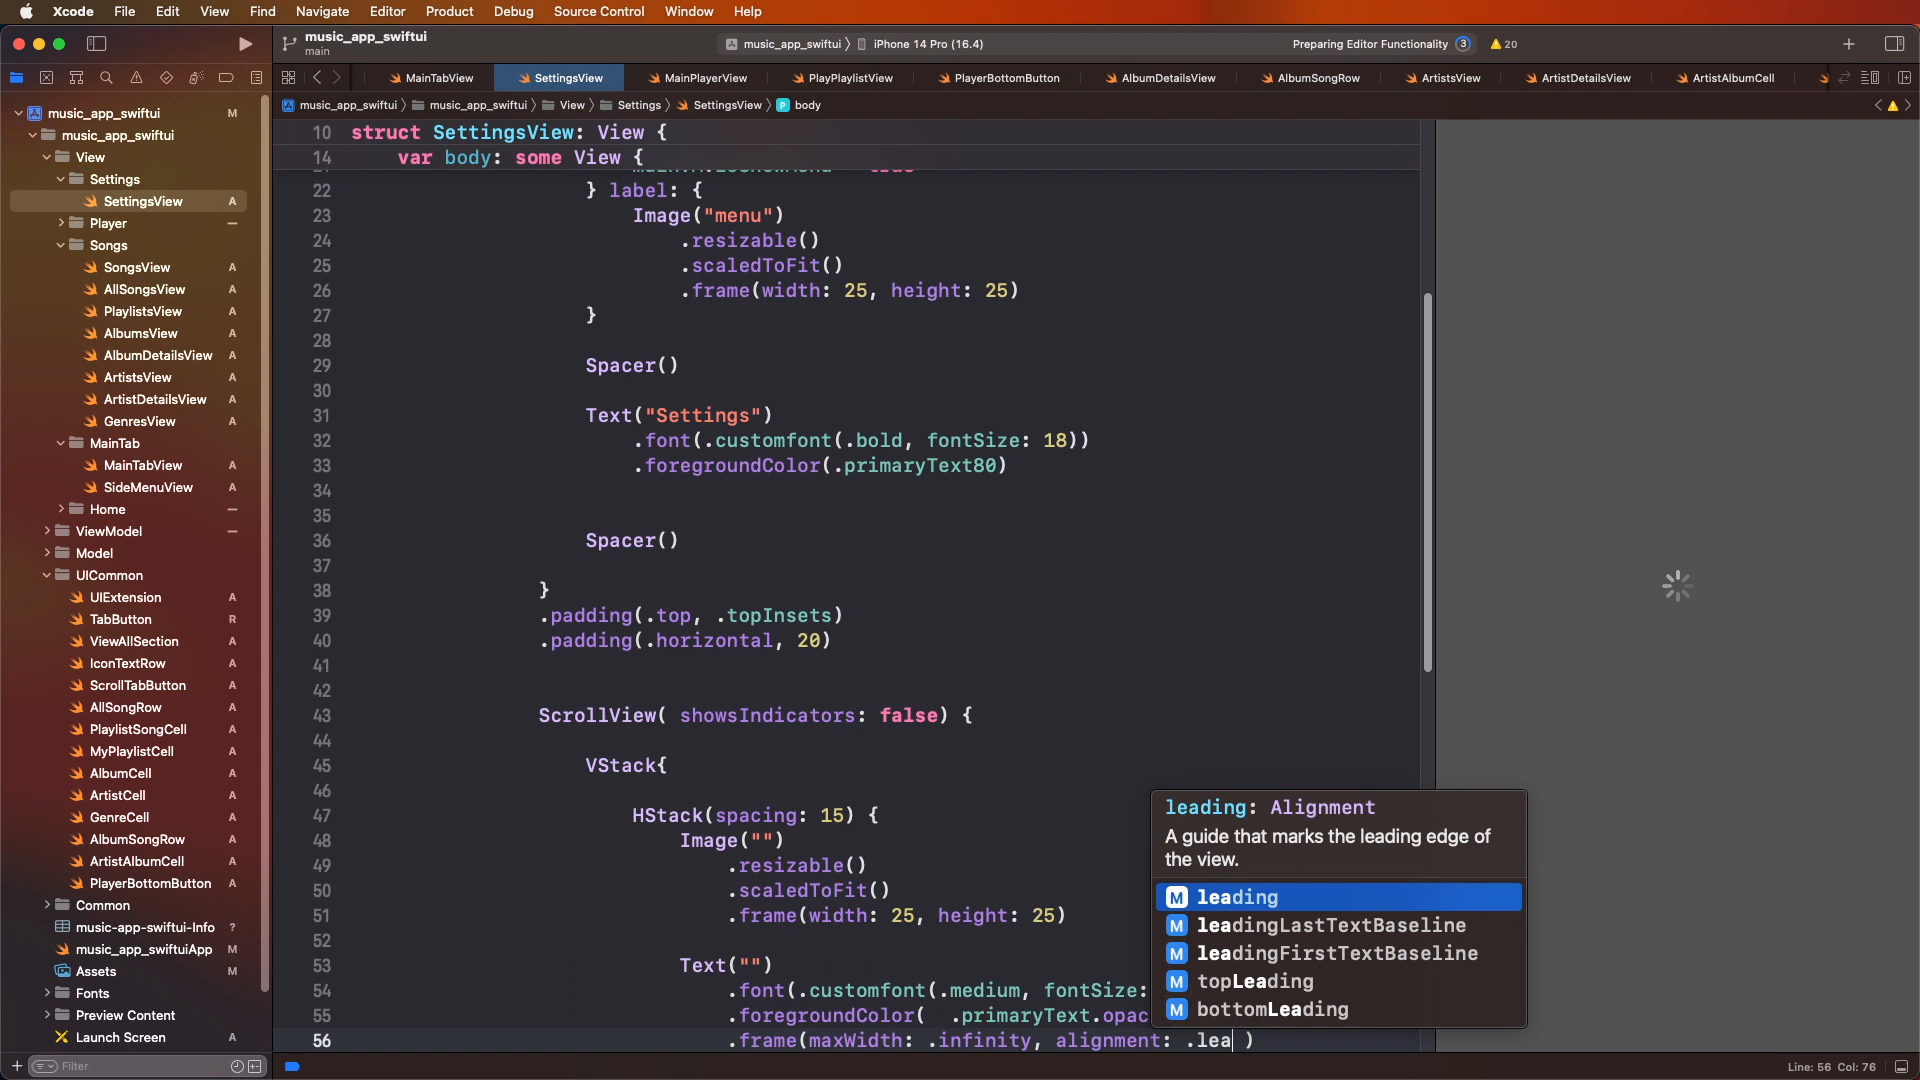 Xcode File Edit View Find Navigate Editor Product Debug Source Control Window Help
music_app_swiftui
main
music_app_swiftui 〉 iPhone 14 Pro (16.4)
Preparing Editor Functionality 3
20
MainTabView SettingsView MainPlayerView PlayPlaylistView PlayerBottomButton AlbumDetailsView AlbumSongRow ArtistsView ArtistDetailsView ArtistAlbumCell
music_app_swiftui 〉 music_app_swiftui 〉 View 〉 Settings 〉 SettingsView 〉 P body
music_app_swiftui M
music_app_swiftui
View
Settings
SettingsView A
Player
Songs
SongsView A
AllSongsView A
PlaylistsView A
AlbumsView A
AlbumDetailsView A
ArtistsView A
ArtistDetailsView A
GenresView A
MainTab
MainTabView A
SideMenuView A
Home
ViewModel
Model
UICommon
UIExtension A
TabButton R
ViewAllSection A
IconTextRow A
ScrollTabButton A
AllSongRow A
PlaylistSongCell A
MyPlaylistCell A
AlbumCell A
ArtistCell A
GenreCell A
AlbumSongRow A
ArtistAlbumCell A
PlayerBottomButton A
Common
music-app-swiftui-Info ?
music_app_swiftuiApp M
Assets M
Fonts
Preview Content
Launch Screen A
Filter
10 struct SettingsView: View {
14 var body: some View {
22 } label: {
23 Image("menu")
24 .resizable()
25 .scaledToFit()
26 .frame(width: 25, height: 25)
27 }
28
29 Spacer()
30
31 Text("Settings")
32 .font(.customfont(.bold, fontSize: 18))
33 .foregroundColor(.primaryText80)
34
35
36 Spacer()
37
38 }
39 .padding(.top, .topInsets)
40 .padding(.horizontal, 20)
41
42
43 ScrollView( showsIndicators: false) {
44
45 VStack{
46
47 HStack(spacing: 15) {
48 Image("")
49 .resizable()
50 .scaledToFit()
51 .frame(width: 25, height: 25)
52
53 Text("")
54 .font(.customfont(.medium, fontSize:
55 .foregroundColor( .primaryText.opac
56 .frame(maxWidth: .infinity, alignment: .lea )
leading: Alignment
A guide that marks the leading edge of
the view.
M leading
M leadingLastTextBaseline
M leadingFirstTextBaseline
M topLeading
M bottomLeading
Line: 56 Col: 76